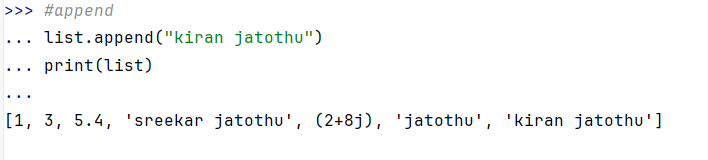 >>> #append
... list.append("kiran jatothu")
... print(list)
...
[1, 3, 5.4, 'sreekar jatothu', (2+8j), 'jatothu', 'kiran jatothu']